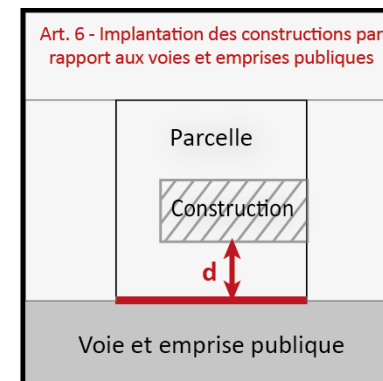 Art. 6 - Implantation des constructions par
rapport aux voies et emprises publiques
Parcelle
Construction
d
Voie et emprise publique